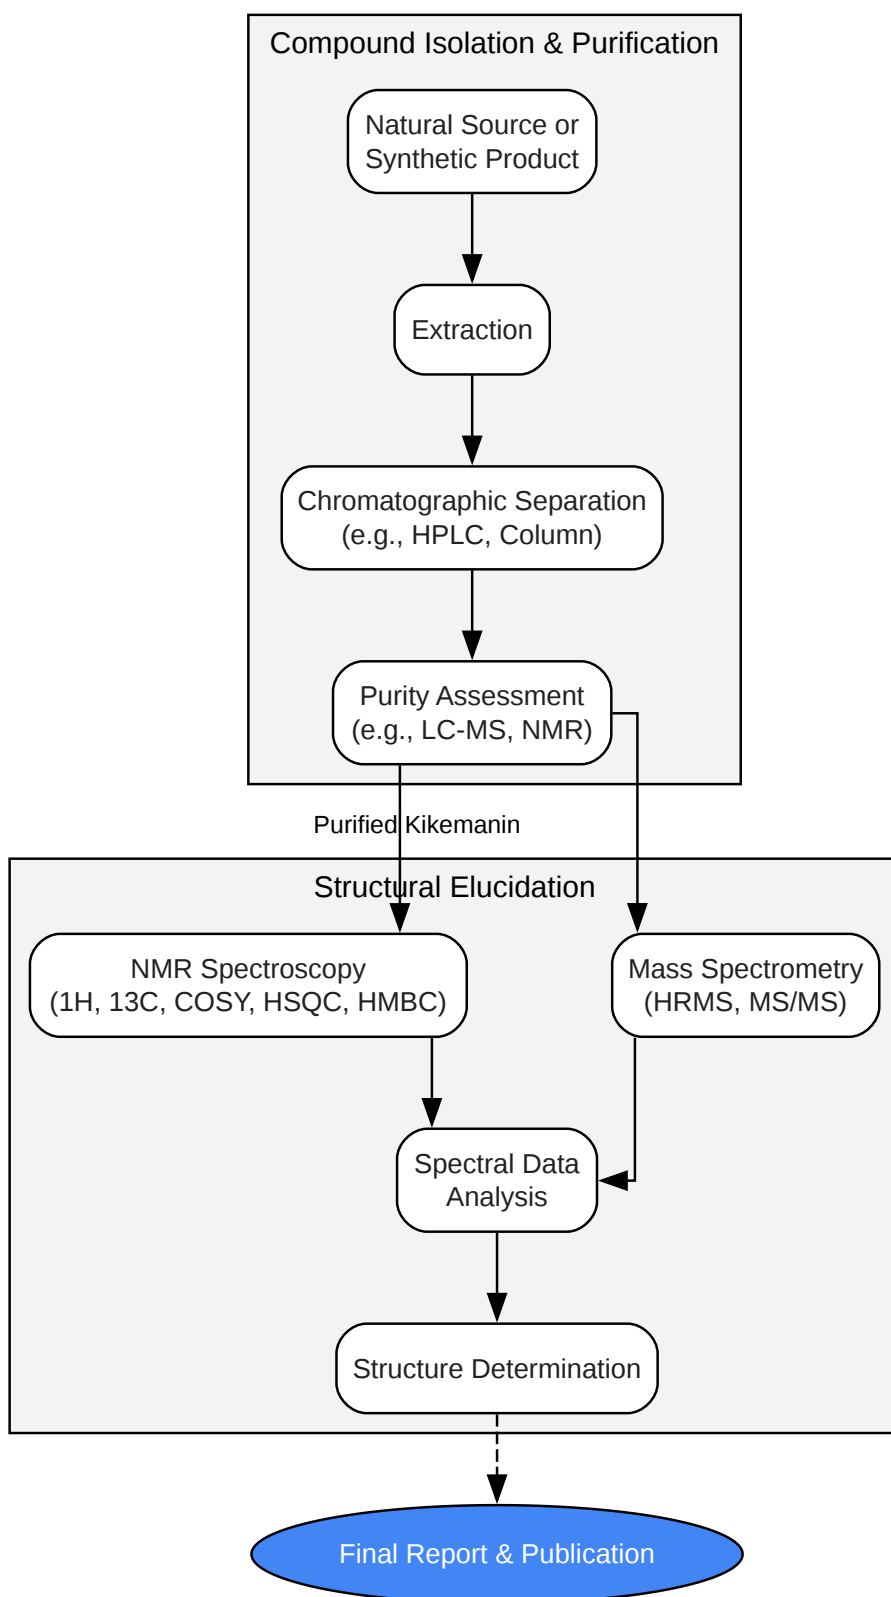 Compound Isolation & Purification
Natural Source or
Synthetic Product
Extraction
Chromatographic Separation
(e.g., HPLC, Column)
Purity Assessment
(e.g., LC-MS, NMR)
Purified Kikemanin
Structural Elucidation
NMR Spectroscopy
(1H, 13C, COSY, HSQC, HMBC)
Mass Spectrometry
(HRMS, MS/MS)
Spectral Data
Analysis
Structure Determination
Final Report & Publication